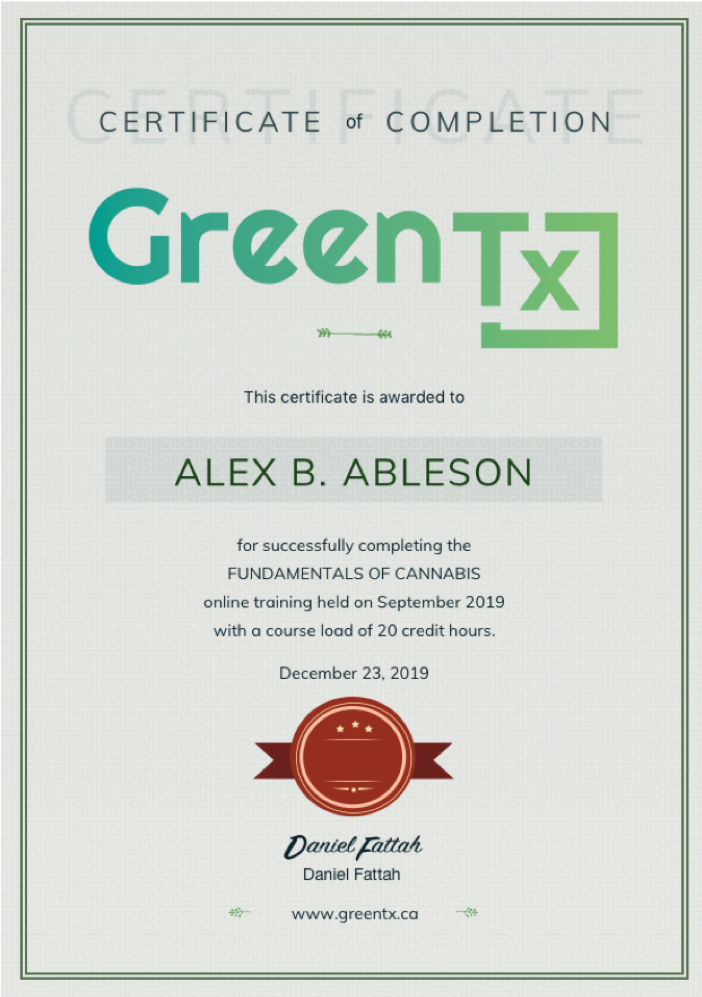 CERTIFICATE
CERTIFICATE of COMPLETION
GreenTx
This certificate is awarded to
ALEX B. ABLESON
for successfully completing the
FUNDAMENTALS OF CANNABIS
online training held on September 2019
with a course load of 20 credit hours.
December 23, 2019
Daniel Fattah
Daniel Fattah
www.greentx.ca